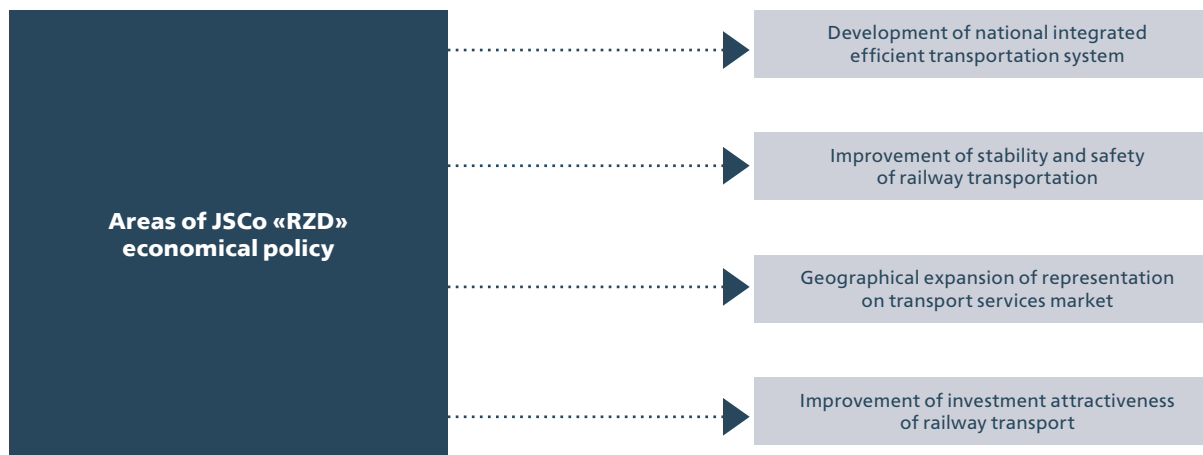 Areas of JSCo «RZD»
economical policy
Development of national integrated
efficient transportation system
Improvement of stability and safety
of railway transportation
Geographical expansion of representation
on transport services market
Improvement of investment attractiveness
of railway transport